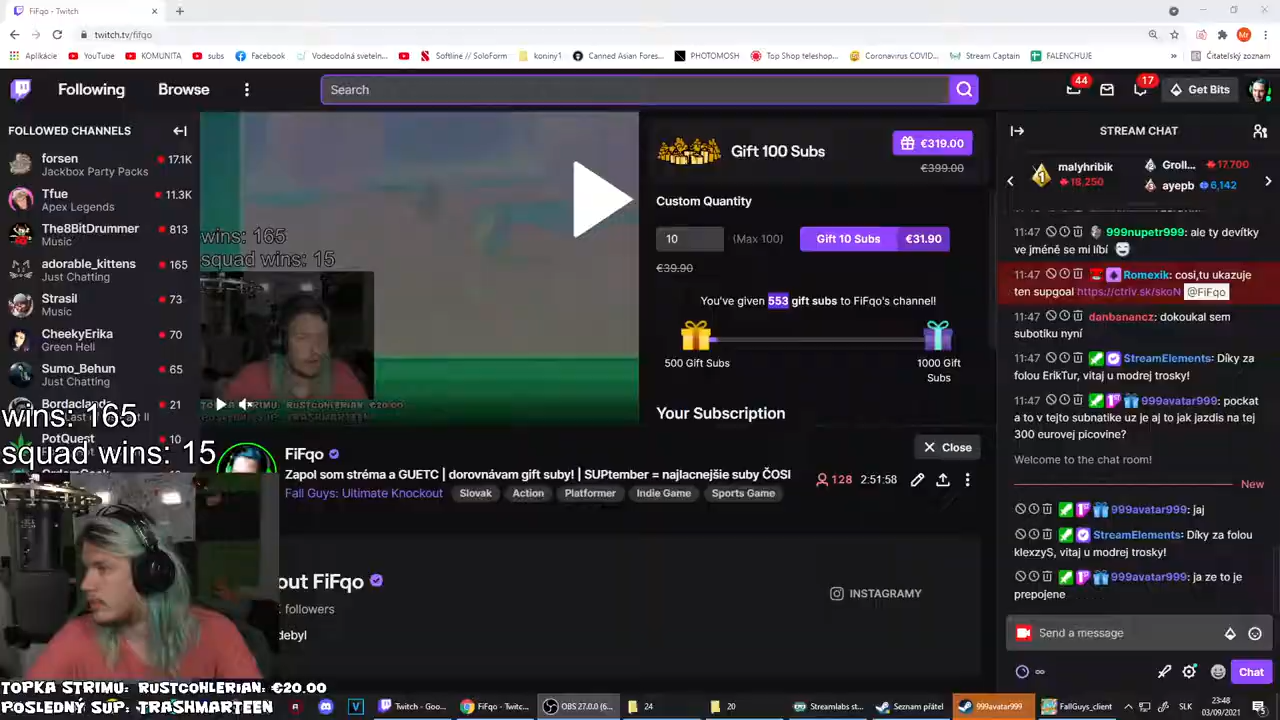 FiFqo - Twitch
twitch.tv/fifqo
Aplikácie
YouTube
KOMUNITA
subs
Facebook
Vodeodolná sveteln...
Softline //SoloForm
koniny1
Canned Asian Fores...
PHOTOMOSH
Top Shop teleshop...
Coronavirus COVID...
Stream Captain
FALENCHUJE
Čitateľský zoznam
Following
Browse
Search
44
17
Get Bits
FOLLOWED CHANNELS
forsen
17.1K
Jackbox Party Packs
Tfue
11.3K
Apex Legends
The8BitDrummer
813
Music
adorable_kittens
165
Just Chatting
Strasil
73
Music
CheekyErika
70
Green Hell
Sumo_Behun
65
Just Chatting
21
PotQuest
10
wins: 165
squad wins: 15
wins: 165
squad wins: 15
Gift 100 Subs
€319.00
€399.00
Custom Quantity
10
(Max 100)
Gift 10 Subs
€31.90
€39.90
You've given 553 gift subs to FiFqo's channel!
500 Gift Subs
1000 Gift
Subs
Your Subscription
Close
FiFqo
Zapol som stréma a GUETC | dorovnávam gift suby! | SUPtember = najlacnejšie suby ČOSI
Fall Guys: Ultimate Knockout
Slovak
Action
Platformer
Indie Game
Sports Game
128
2:51:58
out FiFqo
followers
debyl
INSTAGRAMY
STREAM CHAT
1
malyhribik
18,250
Groll...
17,700
ayepb
6,142
11:47 999nupetr999: ale ty devítky
ve jméně se mi líbí
11:47 Romexik: cosi,tu ukazuje
ten supgoal https://ctrlv.sk/skoN @FiFqo
11:47 danbanancz: dokoukal sem
subotiku nyní
11:47 StreamElements: Díky za
folou ErikTur, vitaj u modrej trosky!
11:47 999avatar999: pockat
a to v tejto subnatike uz je aj to jak jazdis na tej
300 eurovej picovine?
Welcome to the chat room!
New
999avatar999: jaj
StreamElements: Díky za folou
klexzyS, vitaj u modrej trosky!
999avatar999: ja ze to je
prepojene
Send a message
Chat
TOPKA STRIMU: RUSTCOHLERIAN: €20.00
POSLEDNÝ SUP: TRASHMARTEEN
Twitch - Goo...
FiFqo - Twitc...
OBS 27.0.0 (6...
24
20
Streamlabs st...
Seznam přátel
999avatar999
FallGuys_client
SLK
23:48
03/09/2021